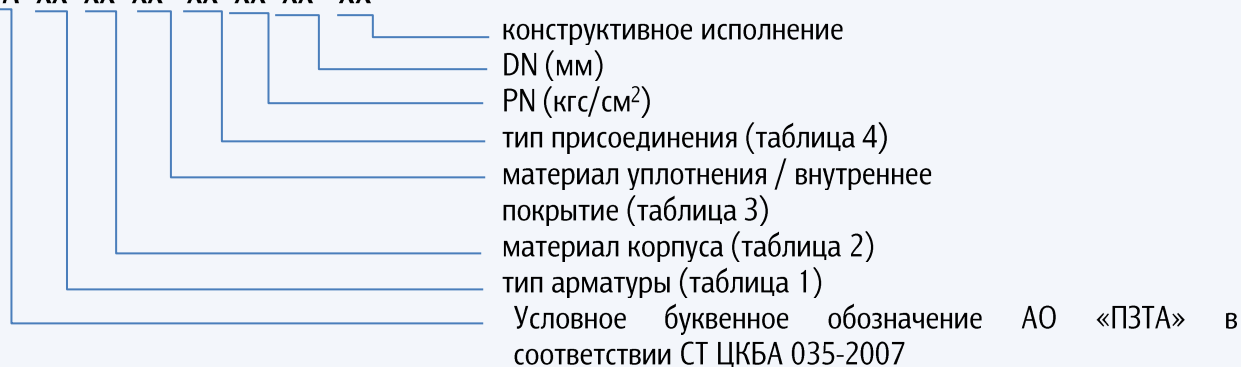 конструктивное исполнение
DN (мм)
PN (кгс/см²)
тип присоединения (таблица 4)
материал уплотнения / внутреннее
покрытие (таблица 3)
материал корпуса (таблица 2)
тип арматуры (таблица 1)
Условное буквенное обозначение АО «ПЗТА» в
соответствии СТ ЦКБА 035-2007